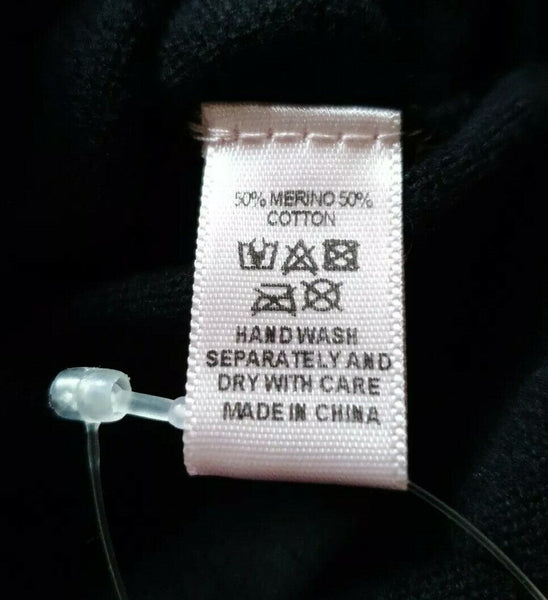 50% MERINO 50%
COTTON
HAND WASH
SEPARATELY AND
DRY WITH CARE
MADE IN CHINA